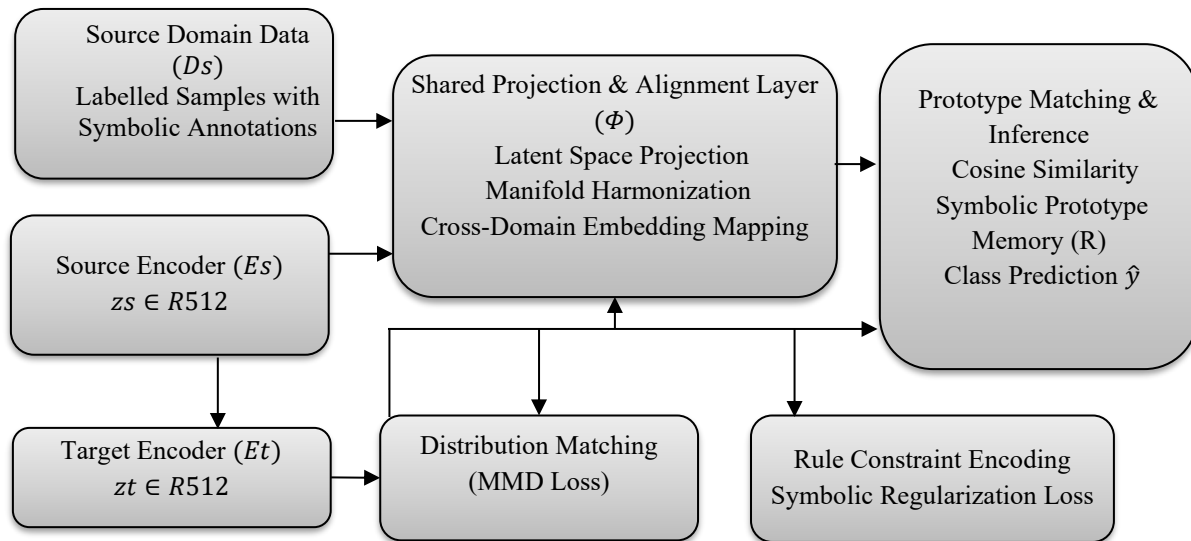 Source Domain Data
(𝐷𝑠)
Labelled Samples with
Symbolic Annotations
Shared Projection & Alignment Layer
(𝛷)
Latent Space Projection
Manifold Harmonization
Cross-Domain Embedding Mapping
Prototype Matching &
Inference
Cosine Similarity
Symbolic Prototype
Memory (R)
Class Prediction ŷ
Source Encoder (𝐸𝑠)
𝑧𝑠 ∈ 𝑅512
Target Encoder (𝐸𝑡)
𝑧𝑡 ∈ 𝑅512
Distribution Matching
(MMD Loss)
Rule Constraint Encoding
Symbolic Regularization Loss